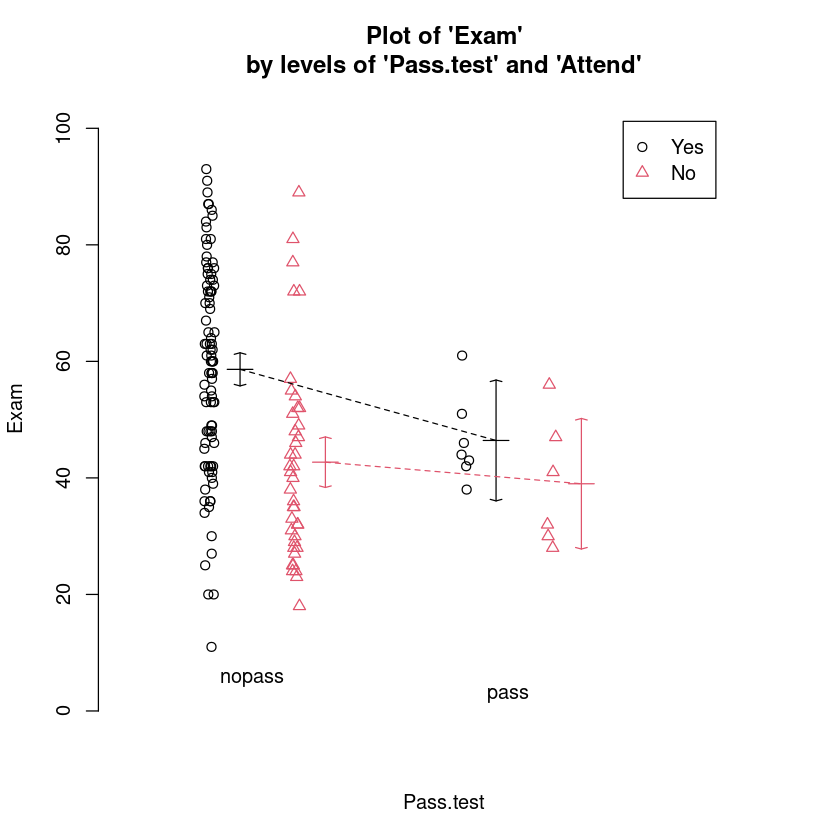 Plot of 'Exam'
by levels of 'Pass.test' and 'Attend'
Yes
No
100
80
60
40
20
0
Exam
nopass
pass
Pass.test